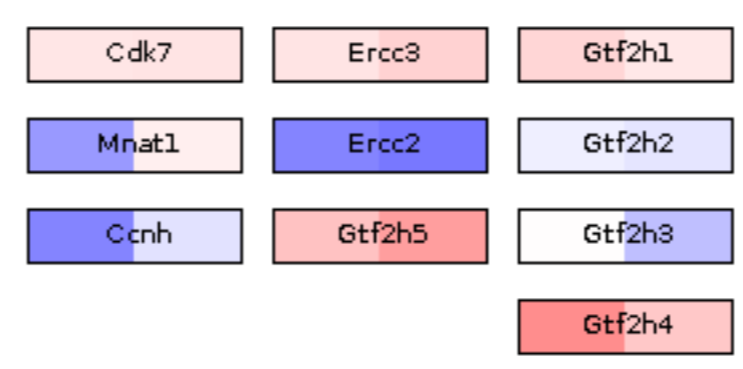 Cdk7 Ercc3 Gtf2h1
Mnat1 Ercc2 Gtf2h2
Ccnh Gtf2h5 Gtf2h3
Gtf2h4